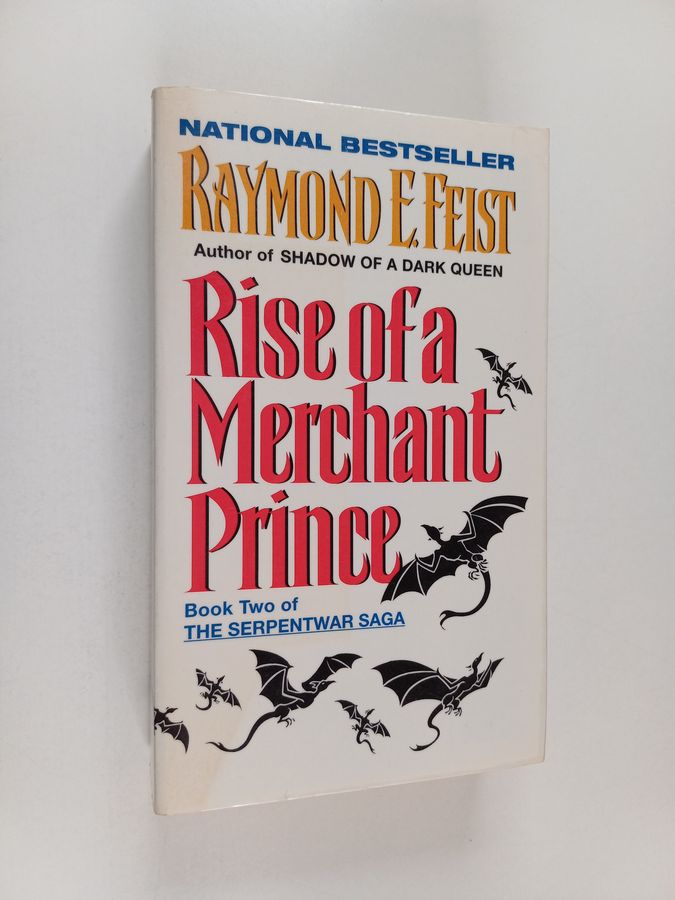 NATIONAL BESTSELLER
RAYMOND E. FEIST
Author of SHADOW OF A DARK QUEEN
Rise of a
Merchant
Prince
Book Two of
THE SERPENTWAR SAGA